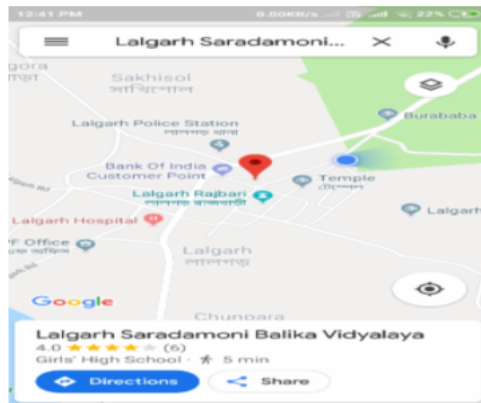 12:41 PM 0.00KB/s 22%
Lalgarh Saradamoni...
Sakhisol
Lalgarh Police Station
লালগড় থানা
Burababa
Bank Of India
Customer Point
Temple
টেম্পেল
Lalgarh Rajbari
লালগড় রাজবাড়ী
Lalgarh
Lalgarh Hospital
F Office
Lalgarh
লালগড়
Google
Chunpara
Lalgarh Saradamoni Balika Vidyalaya
4.0 (6)
Girls' High School · 5 min
Directions
Share